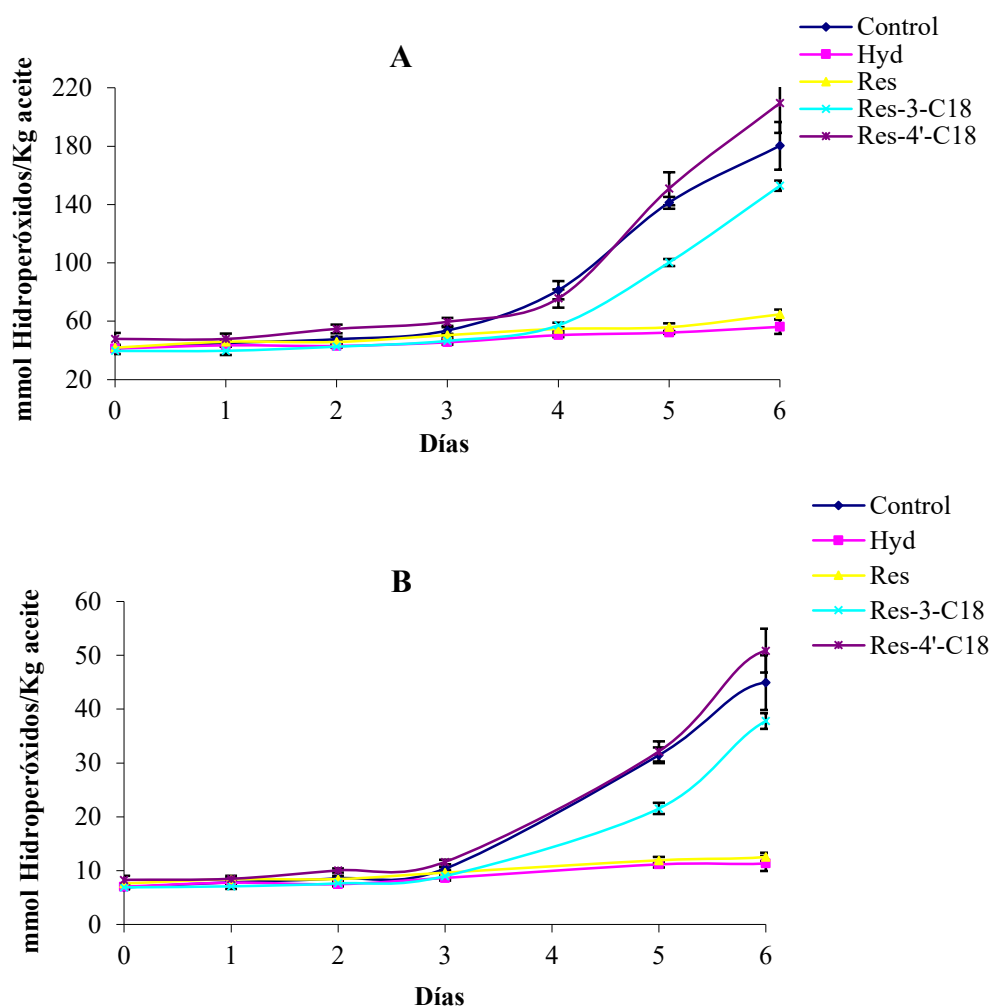 A
Control
Hyd
Res
Res-3-C18
Res-4'-C18
mmol Hidroperóxidos/Kg aceite
220
180
140
100
60
20
0 1 2 3 4 5 6
Días
B
Control
Hyd
Res
Res-3-C18
Res-4'-C18
mmol Hidroperóxidos/Kg aceite
60
50
40
30
20
10
0
0 1 2 3 4 5 6
Días